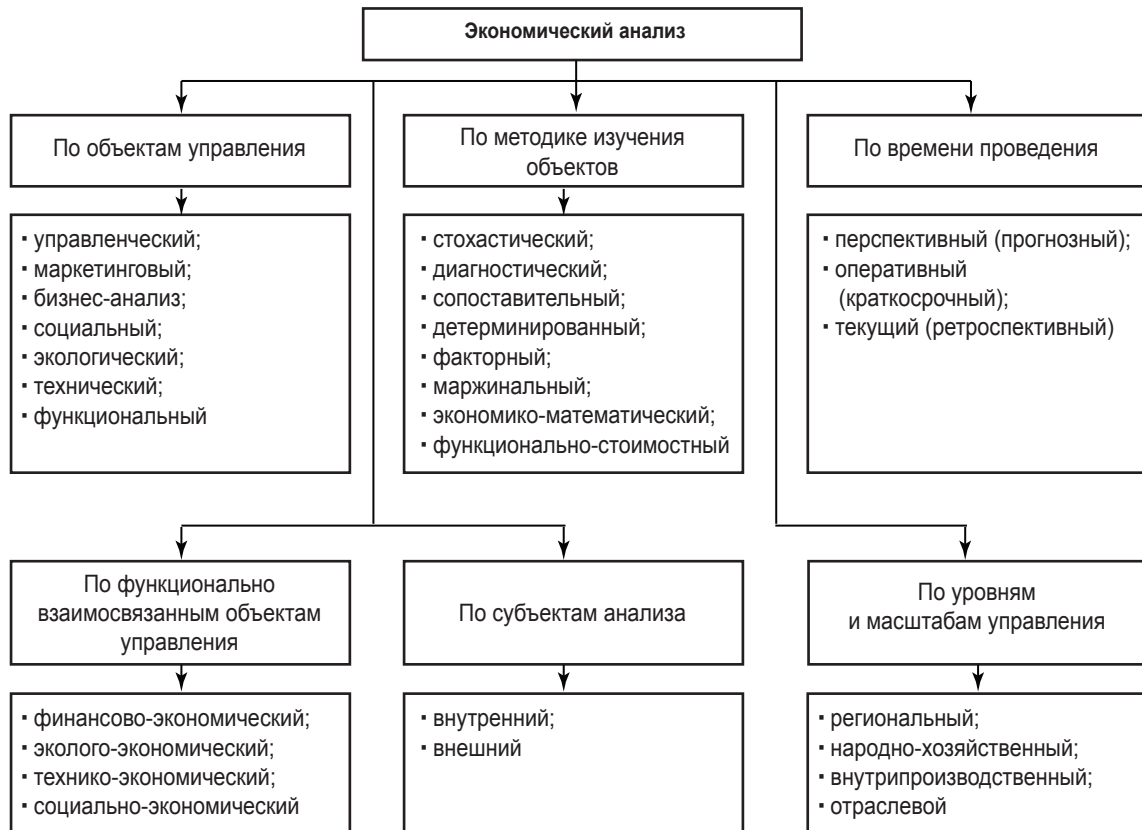 Экономический анализ
По объектам управления
· управленческий;
· маркетинговый;
· бизнес-анализ;
· социальный;
· экологический;
· технический;
· функциональный
По методике изучения
объектов
· стохастический;
· диагностический;
· сопоставительный;
· детерминированный;
· факторный;
· маржинальный;
· экономико-математический;
· функционально-стоимостный
По времени проведения
· перспективный (прогнозный);
· оперативный
(краткосрочный);
· текущий (ретроспективный)
По функционально
взаимосвязанным объектам
управления
· финансово-экономический;
· эколого-экономический;
· технико-экономический;
· социально-экономический
По субъектам анализа
· внутренний;
· внешний
По уровням
и масштабам управления
· региональный;
· народно-хозяйственный;
· внутрипроизводственный;
· отраслевой